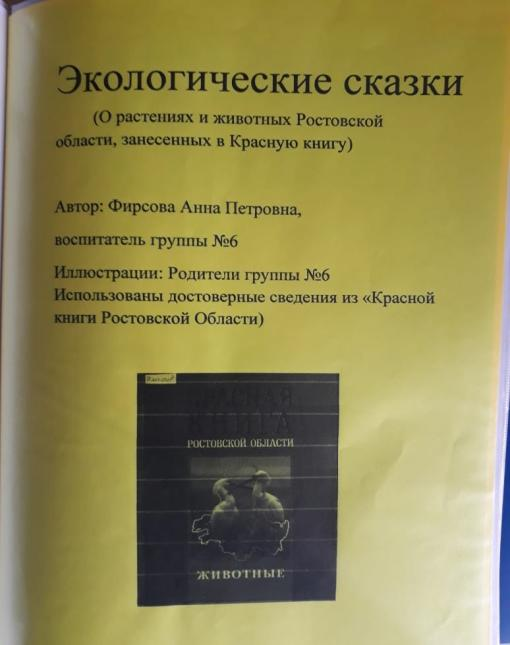 Экологические сказки
(О растениях и животных Ростовской
области, занесенных в Красную книгу)
Автор: Фирсова Анна Петровна,
воспитатель группы №6
Иллюстрации: Родители группы №6
Использованы достоверные сведения из «Красной
книги Ростовской Области)
КРАСНАЯ
КНИГА
РОСТОВСКОЙ ОБЛАСТИ
ЖИВОТНЫЕ